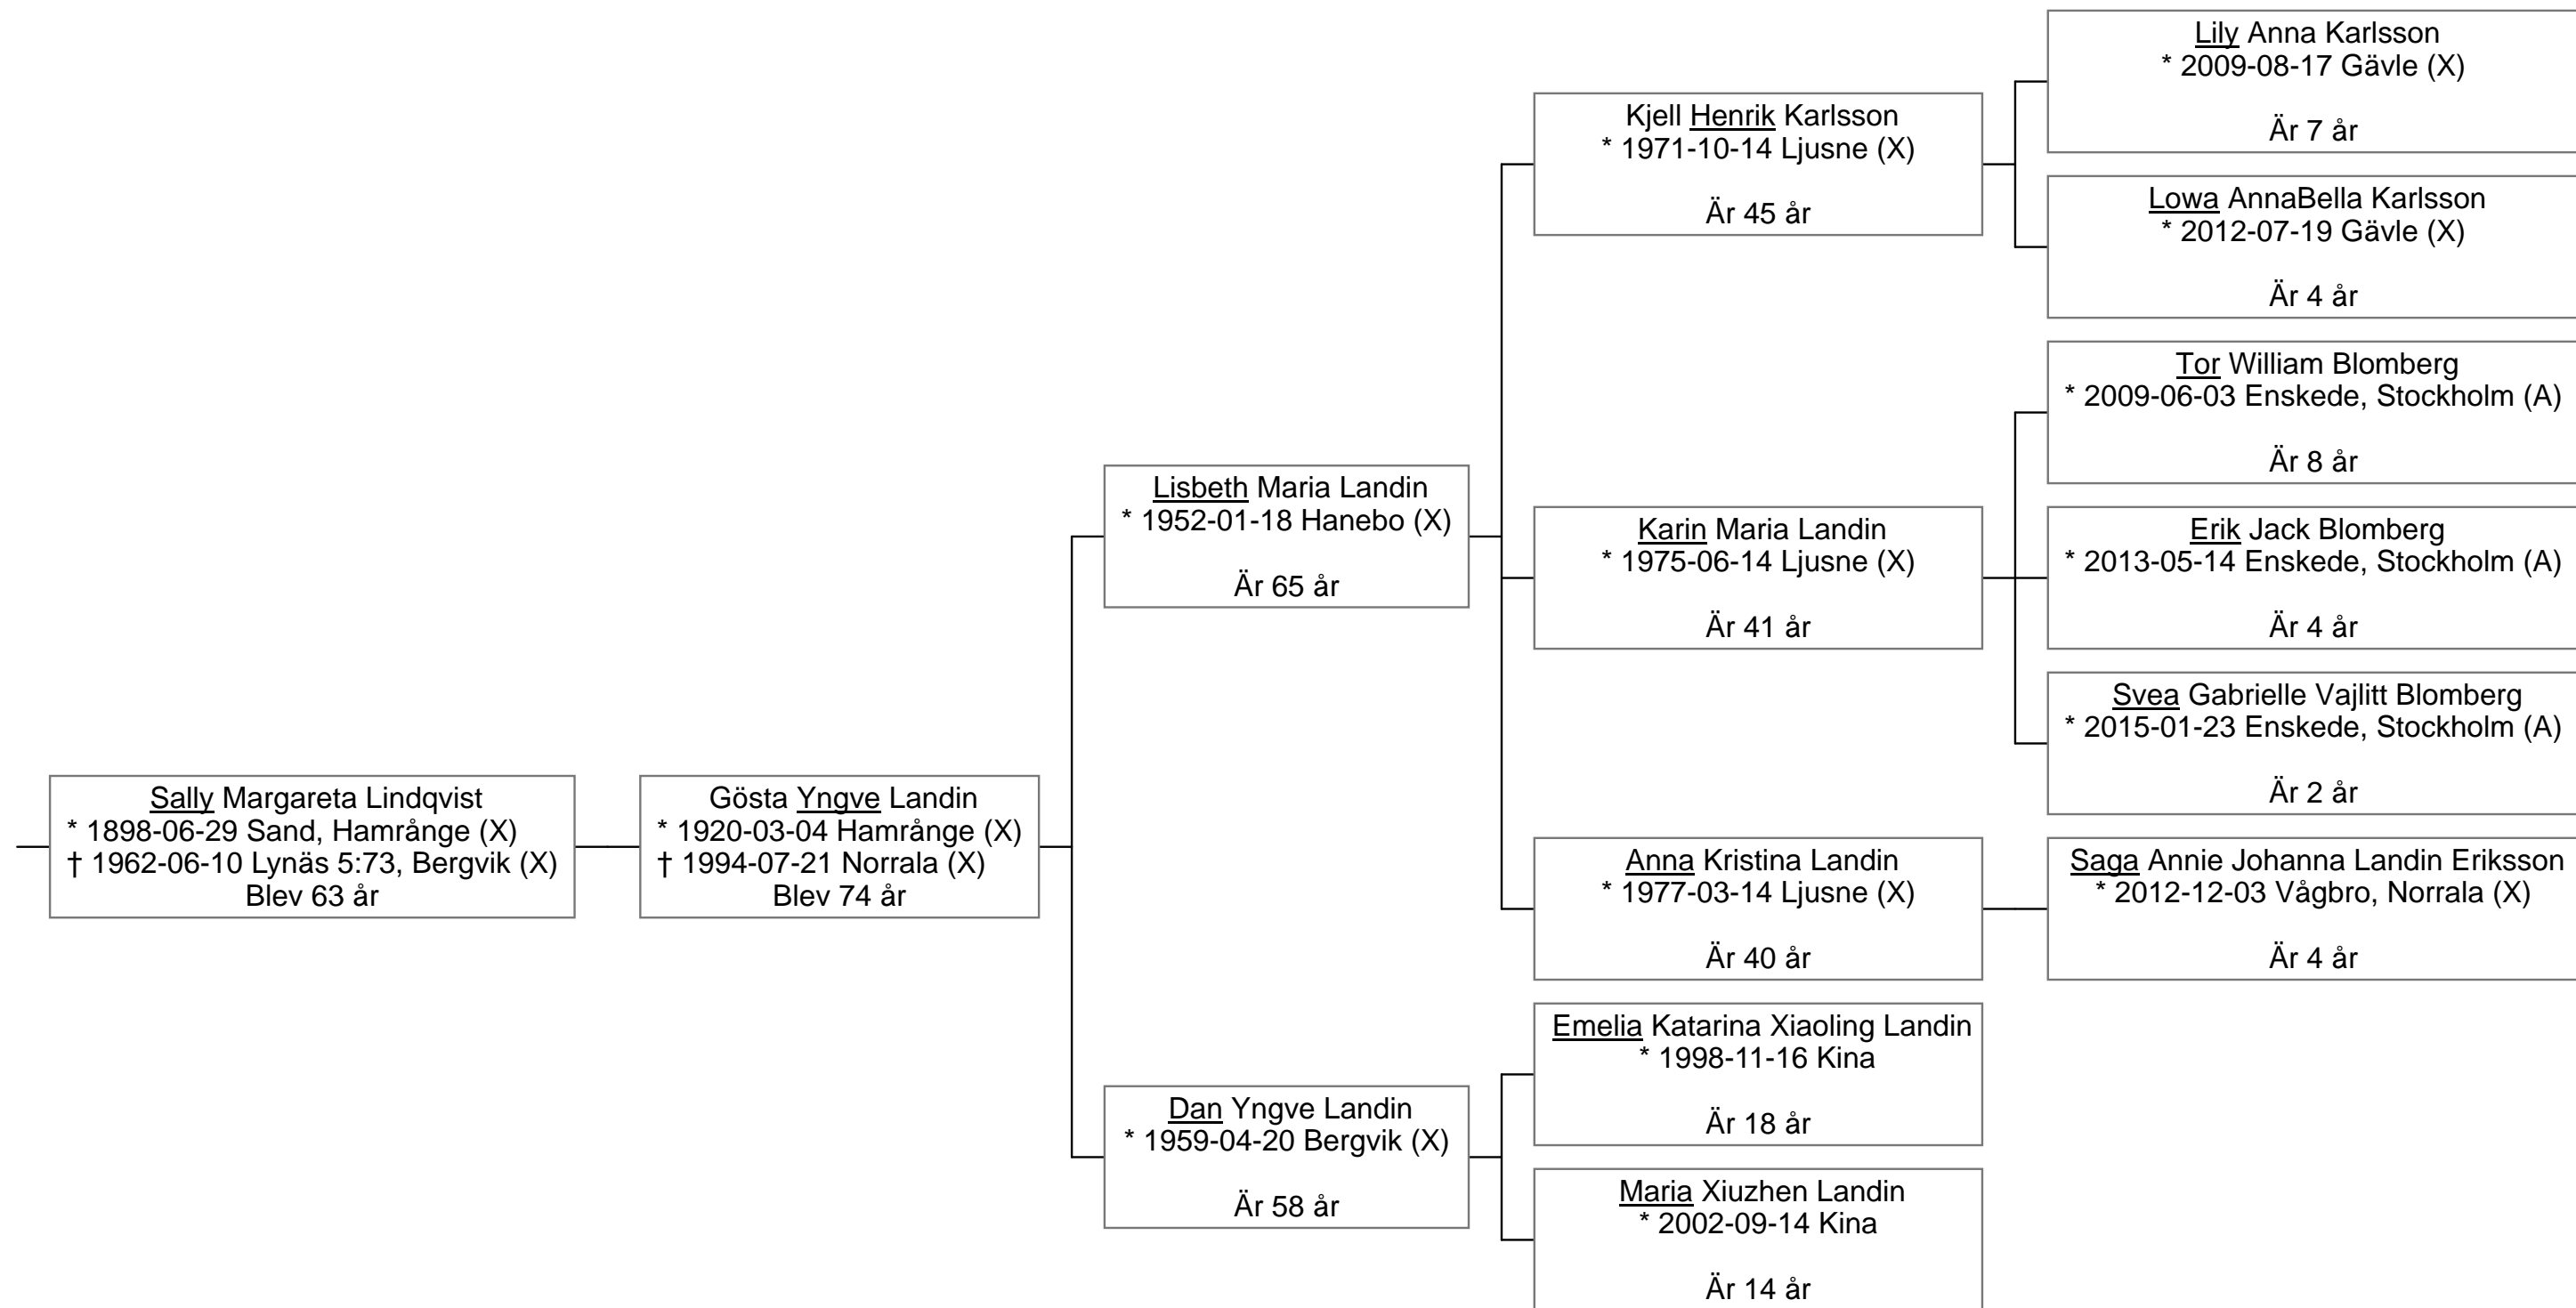 Sally Margareta Lindqvist
* 1898-06-29 Sand, Hamrånge (X)
† 1962-06-10 Lynäs 5:73, Bergvik (X)
Blev 63 år
Gösta Yngve Landin
* 1920-03-04 Hamrånge (X)
† 1994-07-21 Norrala (X)
Blev 74 år
Lisbeth Maria Landin
* 1952-01-18 Hanebo (X)
Är 65 år
Kjell Henrik Karlsson
* 1971-10-14 Ljusne (X)
Är 45 år
Lily Anna Karlsson
* 2009-08-17 Gävle (X)
Är 7 år
Lowa AnnaBella Karlsson
* 2012-07-19 Gävle (X)
Är 4 år
Karin Maria Landin
* 1975-06-14 Ljusne (X)
Är 41 år
Tor William Blomberg
* 2009-06-03 Enskede, Stockholm (A)
Är 8 år
Erik Jack Blomberg
* 2013-05-14 Enskede, Stockholm (A)
Är 4 år
Svea Gabrielle Vajlitt Blomberg
* 2015-01-23 Enskede, Stockholm (A)
Är 2 år
Anna Kristina Landin
* 1977-03-14 Ljusne (X)
Är 40 år
Saga Annie Johanna Landin Eriksson
* 2012-12-03 Vågbro, Norrala (X)
Är 4 år
Dan Yngve Landin
* 1959-04-20 Bergvik (X)
Är 58 år
Emelia Katarina Xiaoling Landin
* 1998-11-16 Kina
Är 18 år
Maria Xiuzhen Landin
* 2002-09-14 Kina
Är 14 år